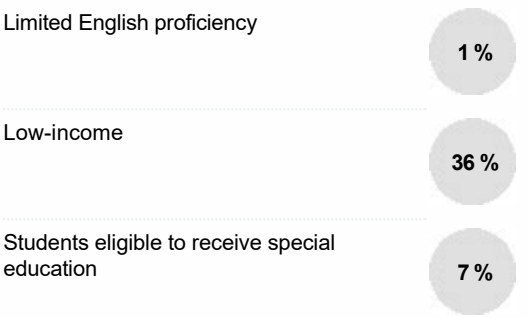 Limited English proficiency
1 %
Low-income
36 %
Students eligible to receive special
education
7 %